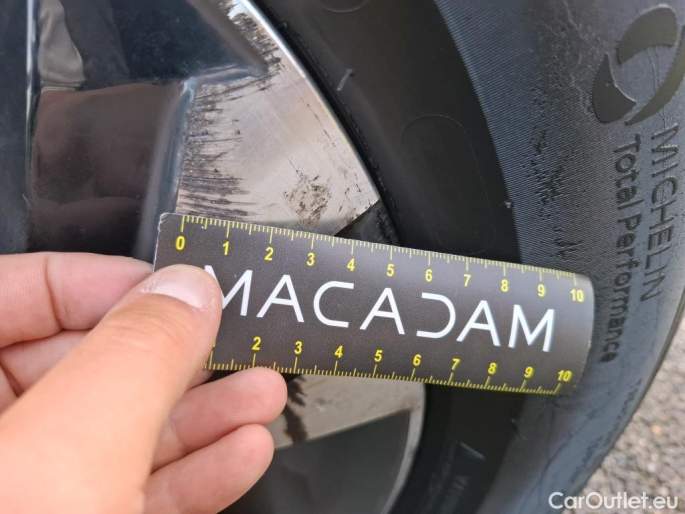 MICHELIN
Total Performance
0 1 2 3 4 5 6 7 8 9 10
MACADAM
2 3 4 5 6 7 8 9 10
CarOutlet.eu